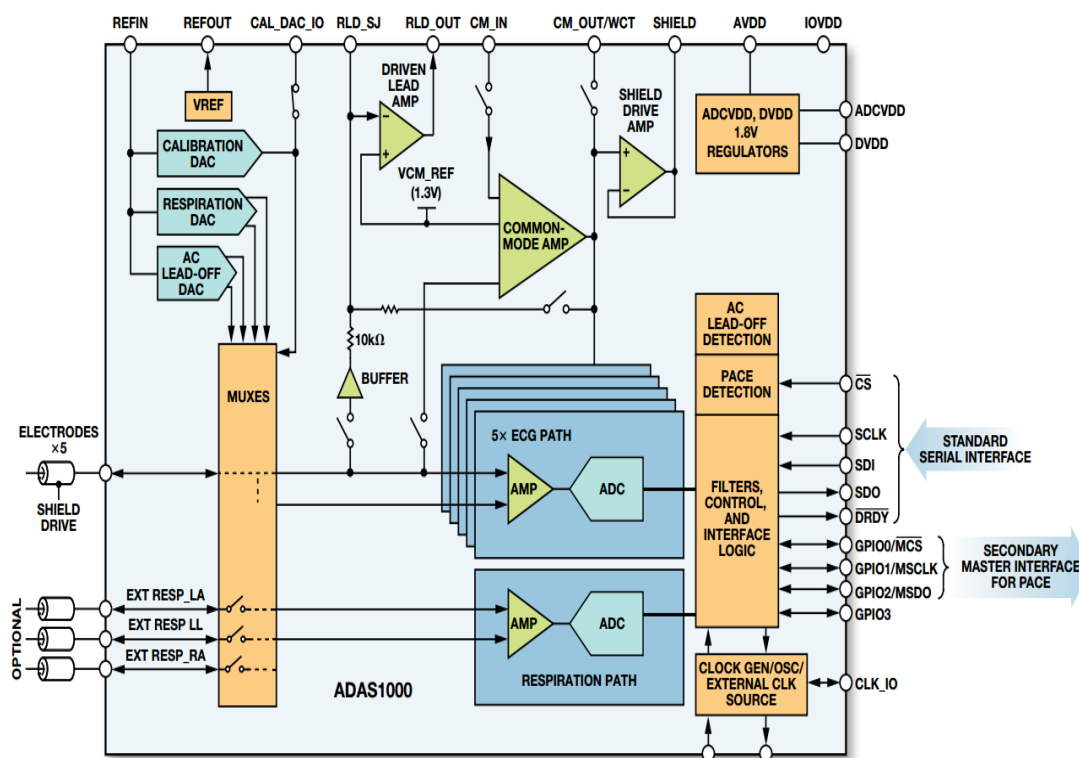 REFIN
REFOUT
CAL_DAC_IO
RLD_SJ
RLD_OUT
CM_IN
CM_OUT/WCT
SHIELD
AVDD
IOVDD
DRIVEN
LEAD
AMP
VREF
SHIELD
DRIVE
AMP
ADCVDD, DVDD
1.8V
REGULATORS
ADCVDD
DVDD
CALIBRATION
DAC
VCM_REF
(1.3V)
RESPIRATION
DAC
COMMON-
MODE AMP
AC
LEAD-OFF
DAC
AC
LEAD-OFF
DETECTION
10kΩ
BUFFER
MUXES
PACE
DETECTION
CS
SCLK
SDI
SDO
DRDY
STANDARD
SERIAL INTERFACE
ELECTRODES
×5
SHIELD
DRIVE
5× ECG PATH
AMP
ADC
FILTERS,
CONTROL,
AND
INTERFACE
LOGIC
GPIO0/MCS
GPIO1/MSCLK
GPIO2/MSDO
GPIO3
SECONDARY
MASTER INTERFACE
FOR PACE
OPTIONAL
EXT RESP_LA
EXT RESP LL
EXT RESP_RA
AMP
ADC
RESPIRATION PATH
ADAS1000
CLOCK GEN/OSC/
EXTERNAL CLK
SOURCE
CLK_IO